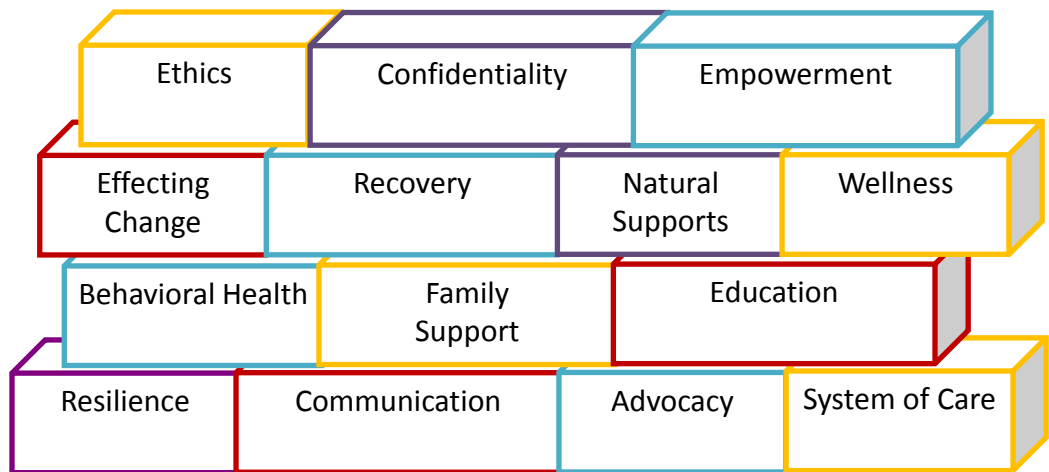 Ethics
Confidentiality
Empowerment
Effecting
Change
Recovery
Natural
Supports
Wellness
Behavioral Health
Family
Support
Education
Resilience
Communication
Advocacy
System of Care